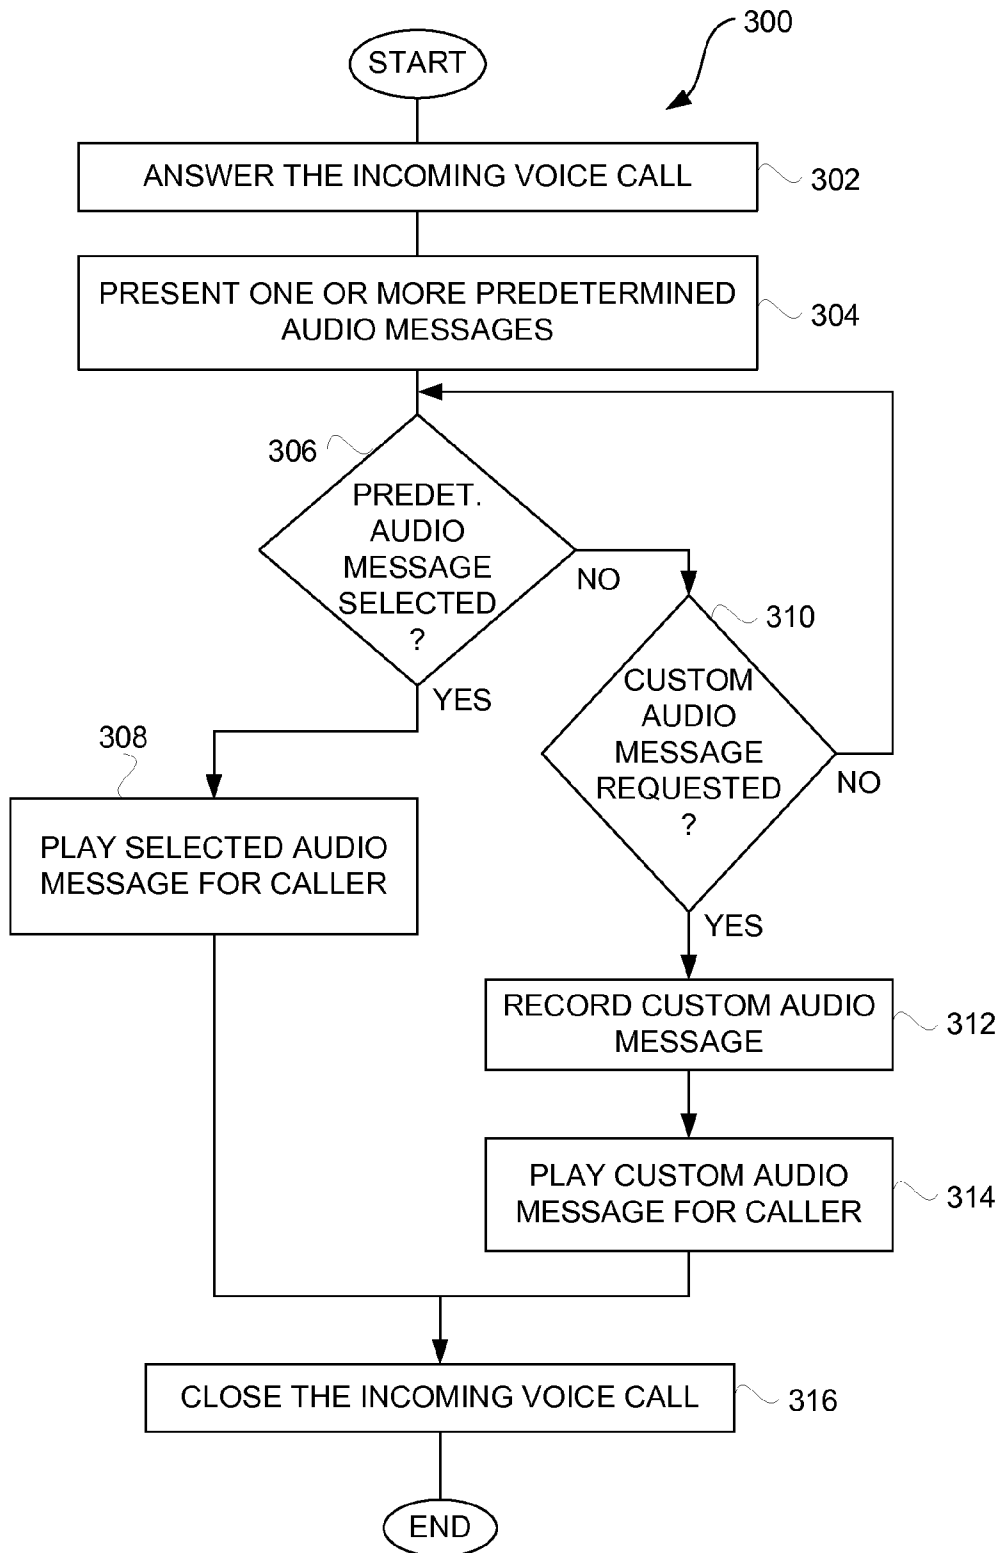 300
START
ANSWER THE INCOMING VOICE CALL
302
PRESENT ONE OR MORE PREDETERMINED
AUDIO MESSAGES
304
306
PREDET.
AUDIO
MESSAGE
SELECTED
?
NO
YES
310
CUSTOM
AUDIO
MESSAGE
REQUESTED
?
NO
YES
308
PLAY SELECTED AUDIO
MESSAGE FOR CALLER
RECORD CUSTOM AUDIO
MESSAGE
312
PLAY CUSTOM AUDIO
MESSAGE FOR CALLER
314
CLOSE THE INCOMING VOICE CALL
316
END